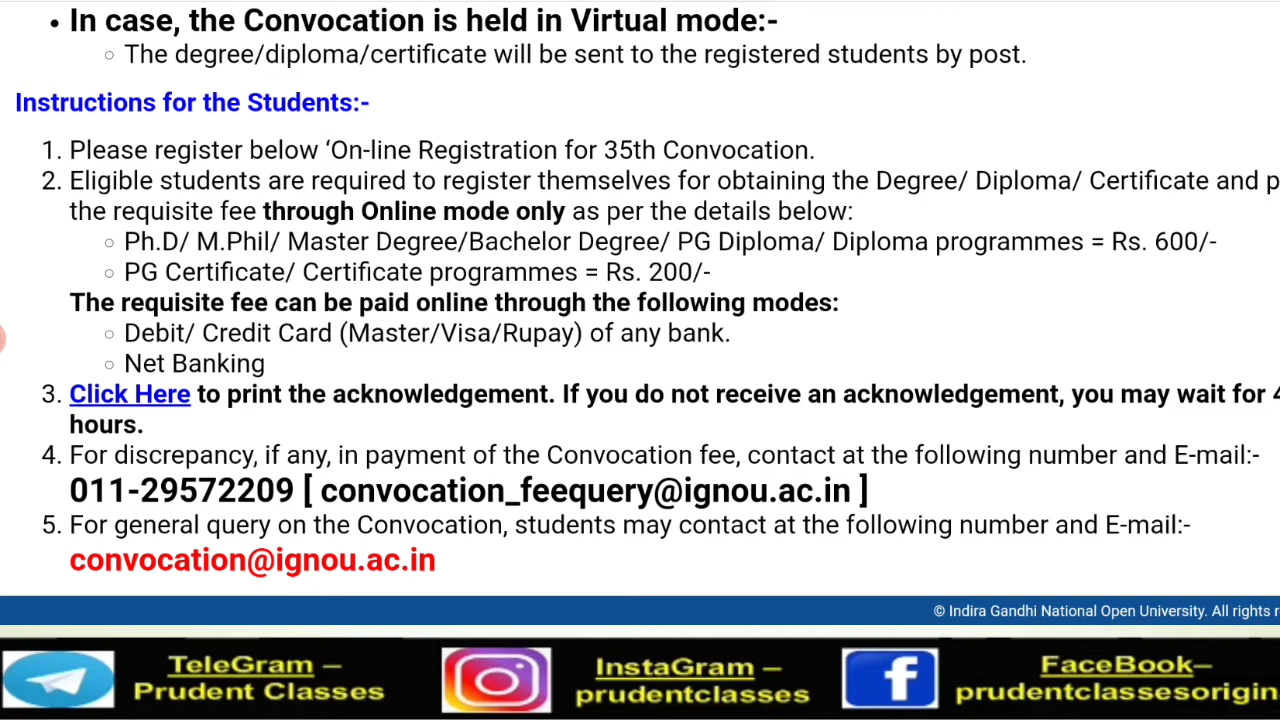 In case, the Convocation is held in Virtual mode:-
The degree/diploma/certificate will be sent to the registered students by post.
Instructions for the Students:-
1. Please register below ‘On-line Registration for 35th Convocation.
2. Eligible students are required to register themselves for obtaining the Degree/ Diploma/ Certificate and
the requisite fee through Online mode only as per the details below:
Ph.D/ M.Phil/ Master Degree/Bachelor Degree/ PG Diploma/ Diploma programmes = Rs. 600/-
PG Certificate/ Certificate programmes = Rs. 200/-
The requisite fee can be paid online through the following modes:
Debit/ Credit Card (Master/Visa/Rupay) of any bank.
Net Banking
3. Click Here to print the acknowledgement. If you do not receive an acknowledgement, you may wait for
hours.
4. For discrepancy, if any, in payment of the Convocation fee, contact at the following number and E-mail:-
011-29572209 [ convocation_feequery@ignou.ac.in ]
5. For general query on the Convocation, students may contact at the following number and E-mail:-
convocation@ignou.ac.in
© Indira Gandhi National Open University. All rights
TeleGram –
Prudent Classes
InstaGram –
prudentclasses
FaceBook–
prudentclassesorigin